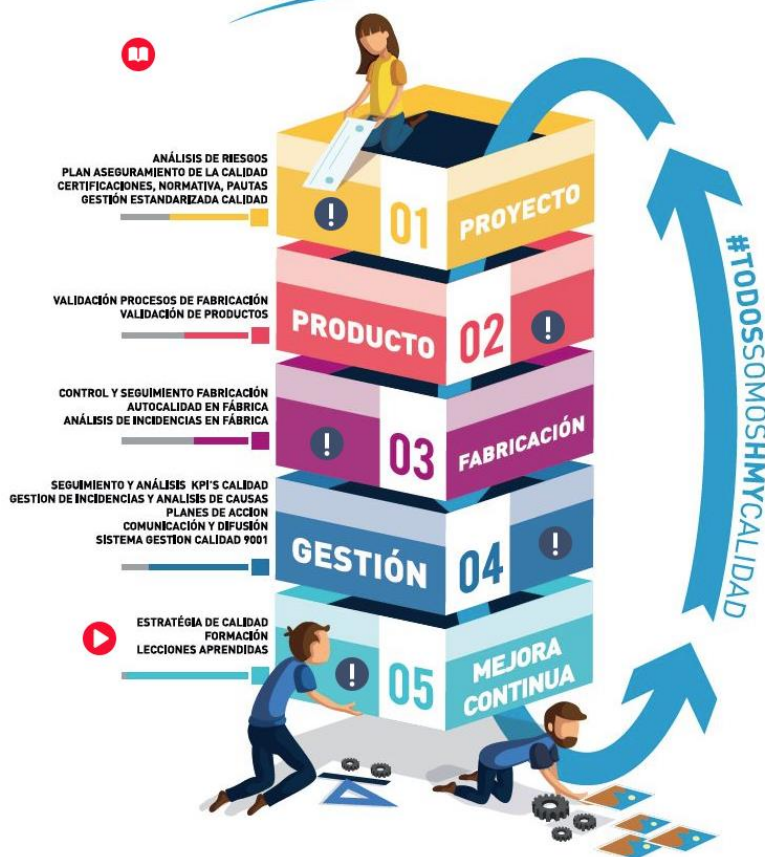 ANÁLISIS DE RIESGOS
PLAN ASEGURAMIENTO DE LA CALIDAD
CERTIFICACIONES, NORMATIVA, PAUTAS
GESTIÓN ESTANDARIZADA CALIDAD
01
PROYECTO
VALIDACIÓN PROCESOS DE FABRICACIÓN
VALIDACIÓN DE PRODUCTOS
PRODUCTO
02
CONTROL Y SEGUIMIENTO FABRICACIÓN
AUTOCALIDAD EN FÁBRICA
ANÁLISIS DE INCIDENCIAS EN FÁBRICA
03
FABRICACIÓN
SEGUIMIENTO Y ANÁLISIS KPI'S CALIDAD
GESTION DE INCIDENCIAS Y ANALISIS DE CAUSAS
PLANES DE ACCION
COMUNICACIÓN Y DIFUSIÓN
SISTEMA GESTION CALIDAD 9001
GESTIÓN
04
ESTRATÉGIA DE CALIDAD
FORMACIÓN
LECCIONES APRENDIDAS
05
MEJORA
CONTINUA
#TODOSSOMOSHMYCALIDAD